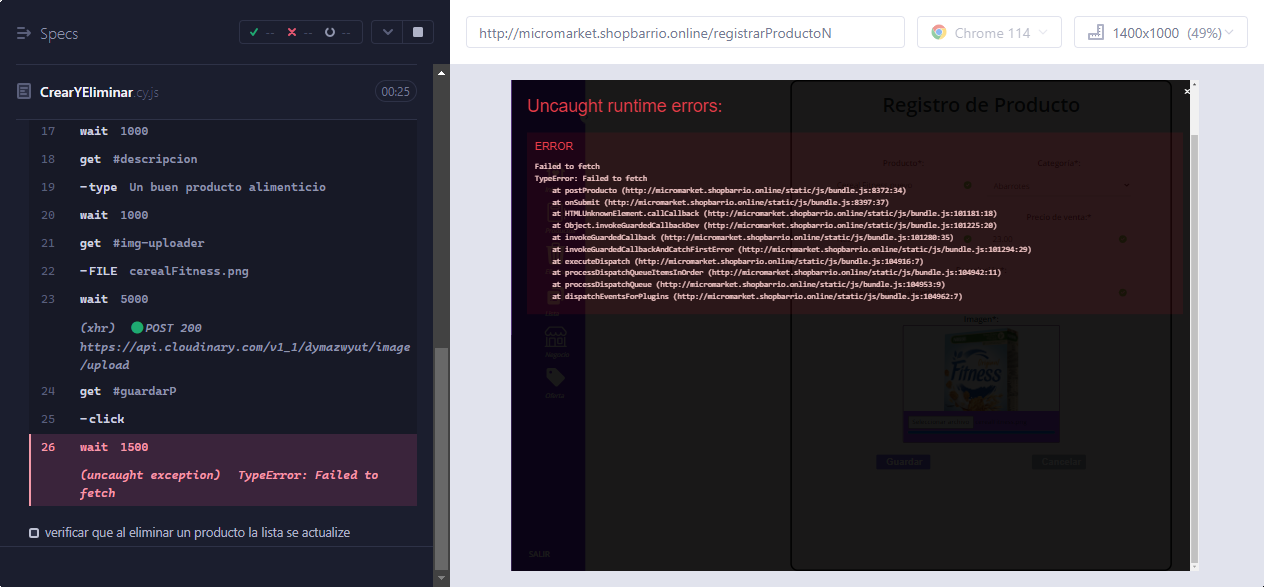 Specs
-- -- --
CrearYEliminar.cy.js 00:25
17 wait 1000
18 get #descripcion
19 -type Un buen producto alimenticio
20 wait 1000
21 get #img-uploader
22 -FILE cerealFitness.png
23 wait 5000
(xhr) POST 200
https://api.cloudinary.com/v1_1/dymazwyut/image
/upload
24 get #guardarP
25 -click
26 wait 1500
(uncaught exception) TypeError: Failed to
fetch
verificar que al eliminar un producto la lista se actualize
http://micromarket.shopbarrio.online/registrarProductoN
Chrome 114
1400x1000 (49%)
Registro de Producto
Uncaught runtime errors:
×
ERROR
Failed to fetch
TypeError: Failed to fetch
at postProducto (http://micromarket.shopbarrio.online/static/js/bundle.js:8372:34)
at onSubmit (http://micromarket.shopbarrio.online/static/js/bundle.js:8397:37)
at HTMLUnknownElement.callCallback (http://micromarket.shopbarrio.online/static/js/bundle.js:101181:18)
at Object.invokeGuardedCallbackDev (http://micromarket.shopbarrio.online/static/js/bundle.js:101225:20)
at invokeGuardedCallback (http://micromarket.shopbarrio.online/static/js/bundle.js:101280:35)
at invokeGuardedCallbackAndCatchFirstError (http://micromarket.shopbarrio.online/static/js/bundle.js:101294:29)
at executeDispatch (http://micromarket.shopbarrio.online/static/js/bundle.js:104916:7)
at processDispatchQueueItemsInOrder (http://micromarket.shopbarrio.online/static/js/bundle.js:104942:11)
at processDispatchQueue (http://micromarket.shopbarrio.online/static/js/bundle.js:104953:9)
at dispatchEventsForPlugins (http://micromarket.shopbarrio.online/static/js/bundle.js:104962:7)
Producto*:
Categoria*:
Imagen*
Fitness
Guardar
Cancelar
SALIR